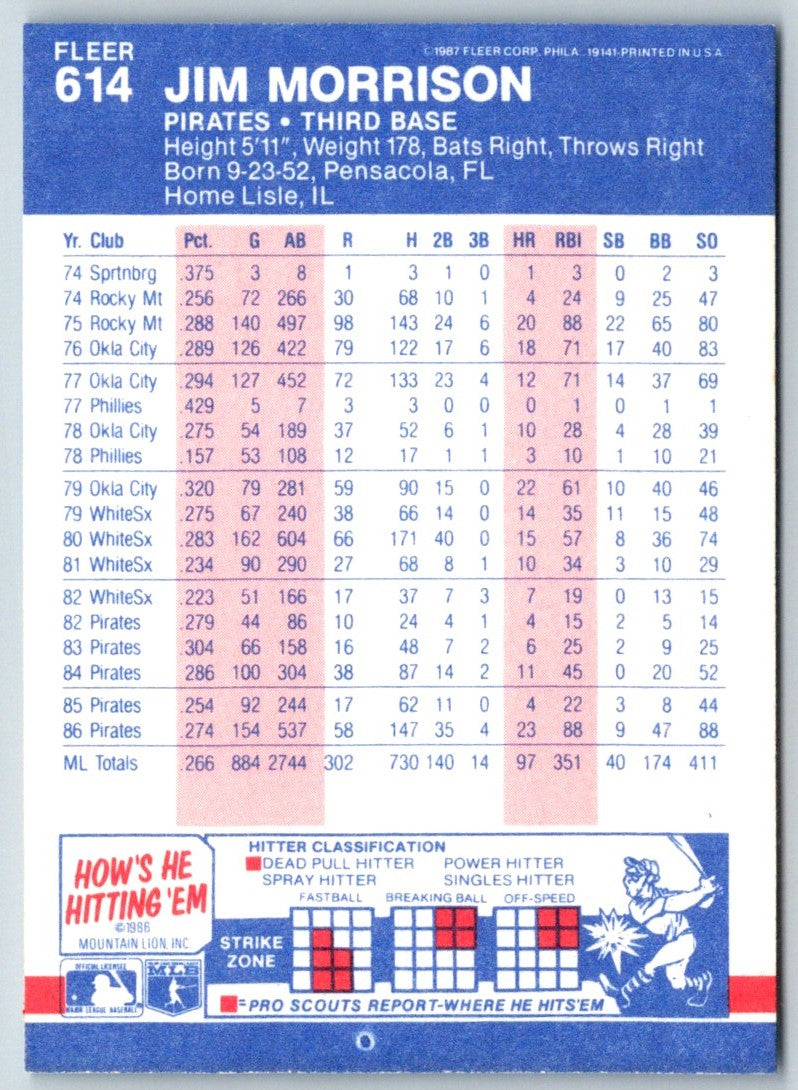 FLEER
©1987 FLEER CORP. PHILA. 19141-PRINTED IN U S A
614 JIM MORRISON
PIRATES • THIRD BASE
Height 5'11", Weight 178, Bats Right, Throws Right
Born 9-23-52, Pensacola, FL
Home Lisle, IL
Yr. Club Pct. G AB R H 2B 3B HR RBI SB BB SO
74 Sprtnbrg .375 3 8 1 3 1 0 1 3 0 2 3
74 Rocky Mt .256 72 266 30 68 10 1 4 24 9 25 47
75 Rocky Mt .288 140 497 98 143 24 6 20 88 22 65 80
76 Okla City .289 126 422 79 122 17 6 18 71 17 40 83
77 Okla City .294 127 452 72 133 23 4 12 71 14 37 69
77 Phillies .429 5 7 3 3 0 0 0 1 0 1 1
78 Okla City .275 54 189 37 52 6 1 10 28 4 28 39
78 Phillies .157 53 108 12 17 1 1 3 10 1 10 21
79 Okla City .320 79 281 59 90 15 0 22 61 10 40 46
79 WhiteSx .275 67 240 38 66 14 0 14 35 11 15 48
80 WhiteSx .283 162 604 66 171 40 0 15 57 8 36 74
81 WhiteSx .234 90 290 27 68 8 1 10 34 3 10 29
82 WhiteSx .223 51 166 17 37 7 3 7 19 0 13 15
82 Pirates .279 44 86 10 24 4 1 4 15 2 5 14
83 Pirates .304 66 158 16 48 7 2 6 25 2 9 25
84 Pirates .286 100 304 38 87 14 2 11 45 0 20 52
85 Pirates .254 92 244 17 62 11 0 4 22 3 8 44
86 Pirates .274 154 537 58 147 35 4 23 88 9 47 88
ML Totals .266 884 2744 302 730 140 14 97 351 40 174 411
HOW'S HE
HITTING 'EM
©1986
MOUNTAIN LION, INC.
HITTER CLASSIFICATION
DEAD PULL HITTER POWER HITTER
SPRAY HITTER SINGLES HITTER
FASTBALL BREAKING BALL OFF-SPEED
STRIKE
ZONE
=PRO SCOUTS REPORT-WHERE HE HITS'EM
OFFICIAL LICENSEE
MAJOR LEAGUE BASEBALL